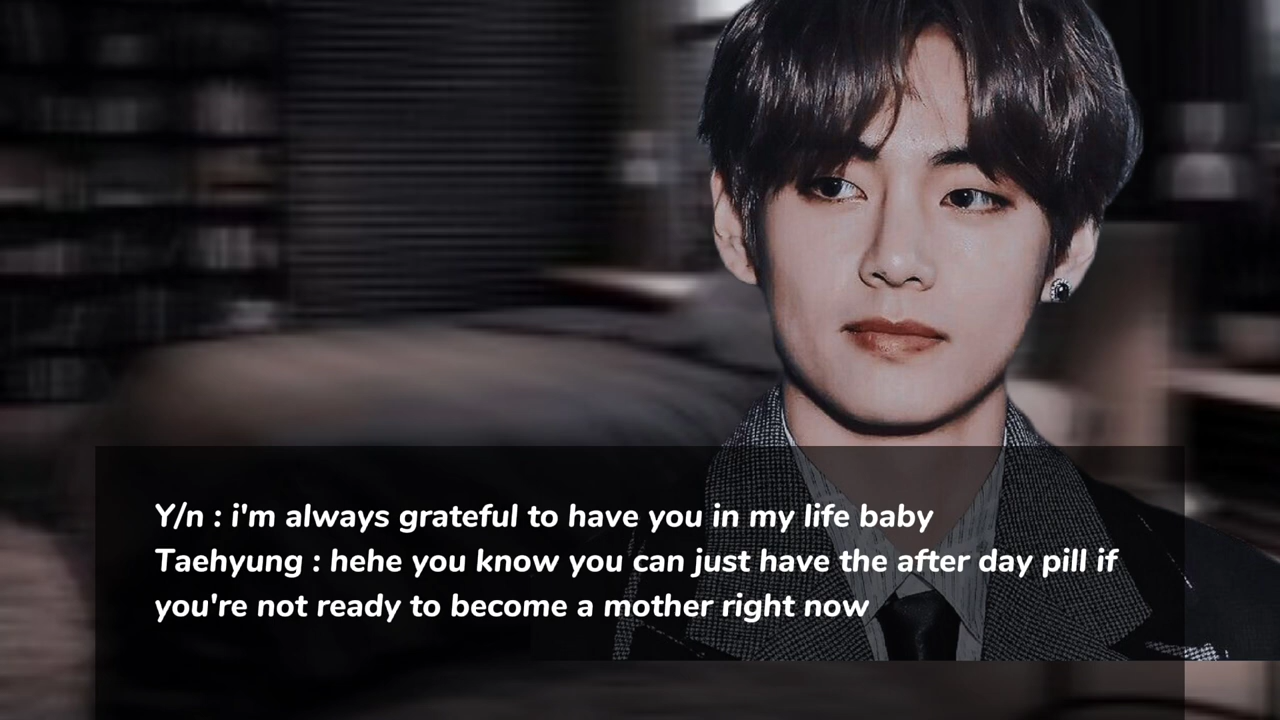 Y/n : i'm always grateful to have you in my life baby
Taehyung : hehe you know you can just have the after day pill if
you're not ready to become a mother right now